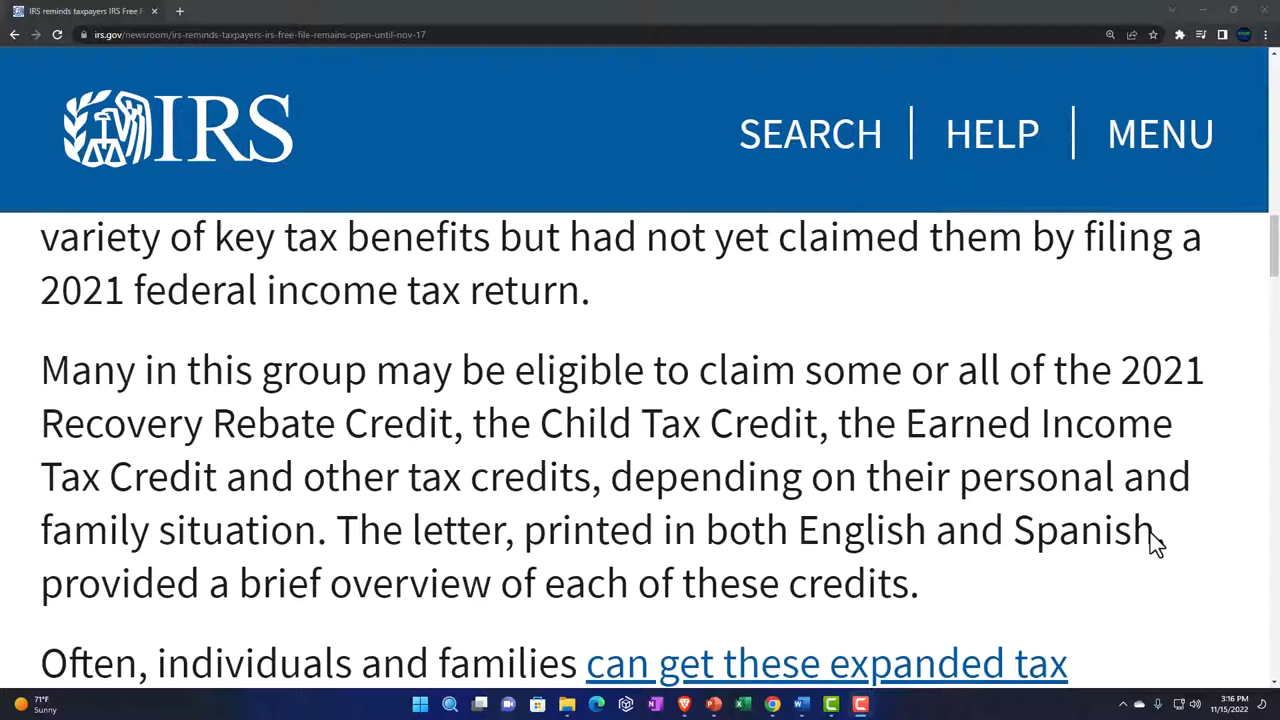 IRS reminds taxpayers IRS Free F
irs.gov/newsroom/irs-reminds-taxpayers-irs-free-file-remains-open-until-nov-17
IRS
SEARCH
HELP
MENU
variety of key tax benefits but had not yet claimed them by filing a
2021 federal income tax return.
Many in this group may be eligible to claim some or all of the 2021
Recovery Rebate Credit, the Child Tax Credit, the Earned Income
Tax Credit and other tax credits, depending on their personal and
family situation. The letter, printed in both English and Spanish,
provided a brief overview of each of these credits.
Often, individuals and families can get these expanded tax
71°F
Sunny
3:16 PM
11/15/2022